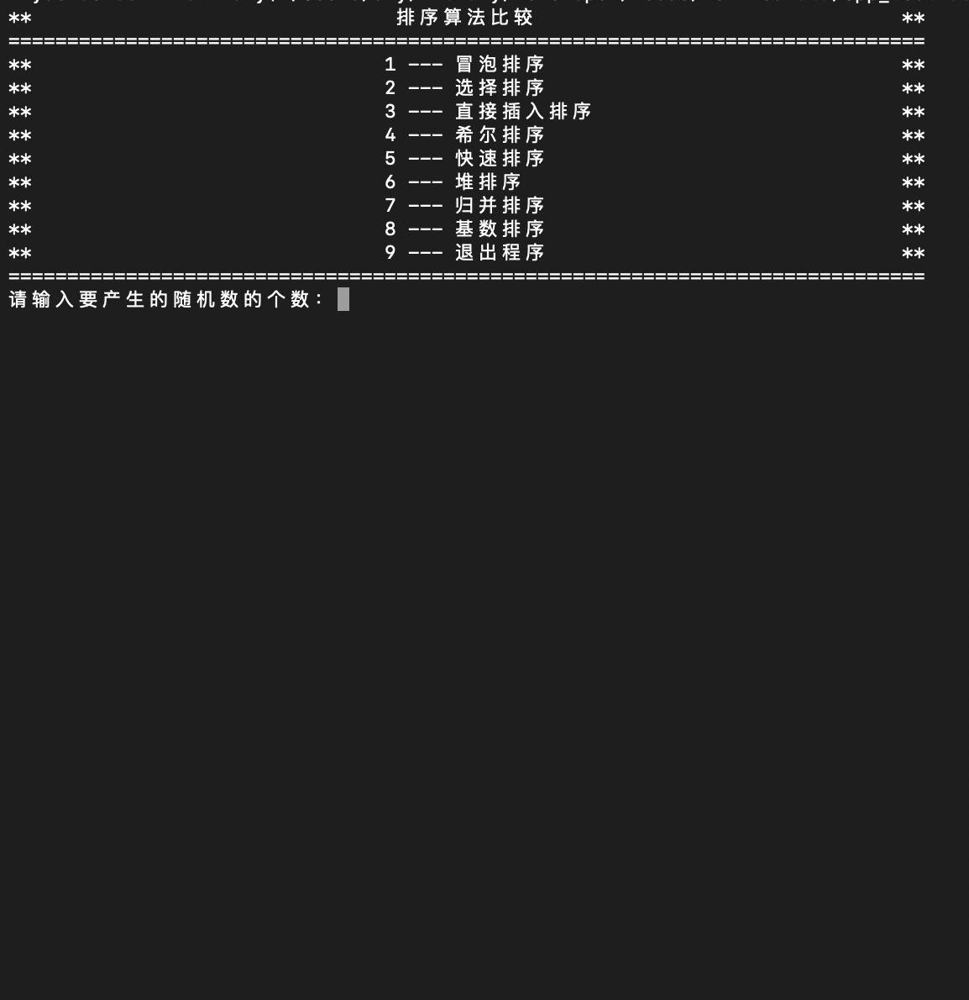 ** 排序算法比较 **
==============================================================================
** 1 --- 冒泡排序 **
** 2 --- 选择排序 **
** 3 --- 直接插入排序 **
** 4 --- 希尔排序 **
** 5 --- 快速排序 **
** 6 --- 堆排序 **
** 7 --- 归并排序 **
** 8 --- 基数排序 **
** 9 --- 退出程序 **
==============================================================================
请输入要产生的随机数的个数: